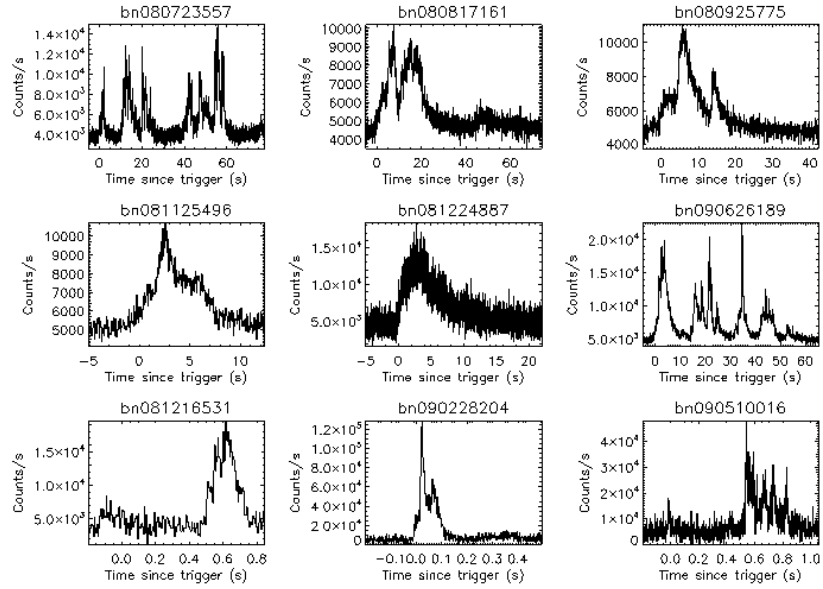 bn080723557
bn080817161
bn080925775
Counts/s
1.4×10⁴
1.2×10⁴
1.0×10⁴
8.0×10³
6.0×10³
4.0×10³
0 20 40 60
Time since trigger (s)
Counts/s
10000
9000
8000
7000
6000
5000
4000
0 20 40 60
Time since trigger (s)
Counts/s
10000
8000
6000
4000
0 10 20 30 40
Time since trigger (s)
bn081125496
bn081224887
bn090626189
Counts/s
10000
9000
8000
7000
6000
5000
-5 0 5 10
Time since trigger (s)
Counts/s
1.5×10⁴
1.0×10⁴
5.0×10³
-5 0 5 10 15 20
Time since trigger (s)
Counts/s
2.0×10⁴
1.5×10⁴
1.0×10⁴
5.0×10³
0 10 20 30 40 50 60
Time since trigger (s)
bn081216531
bn090228204
bn090510016
Counts/s
1.5×10⁴
1.0×10⁴
5.0×10³
0.0 0.2 0.4 0.6 0.8
Time since trigger (s)
Counts/s
1.2×10⁵
1.0×10⁵
8.0×10⁴
6.0×10⁴
4.0×10⁴
2.0×10⁴
0
-0.10.0 0.1 0.2 0.3 0.4
Time since trigger (s)
Counts/s
4×10⁴
3×10⁴
2×10⁴
1×10⁴
0
0.0 0.2 0.4 0.6 0.8 1.0
Time since trigger (s)